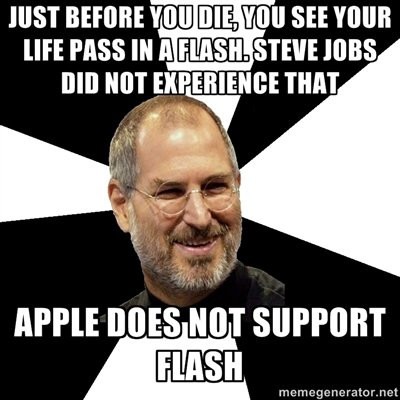 JUST BEFORE YOU DIE, YOU SEE YOUR
LIFE PASS IN A FLASH. STEVE JOBS
DID NOT EXPERIENCE THAT
APPLE DOES NOT SUPPORT
FLASH
memegenerator.net